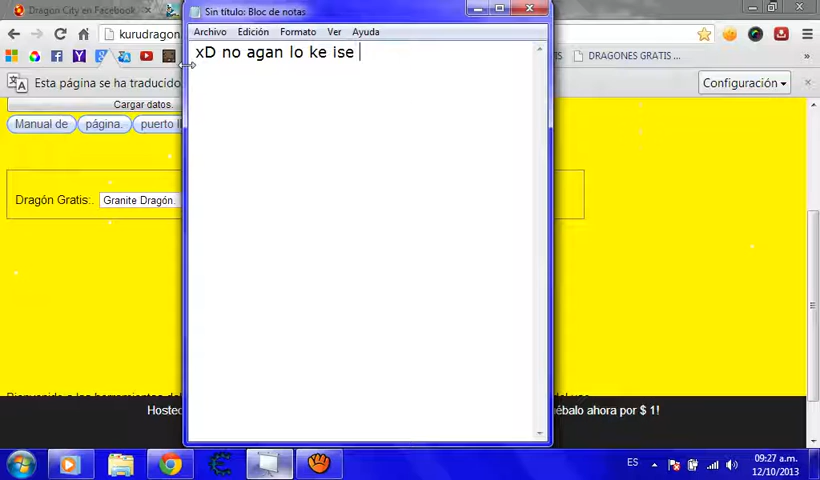 Dragon City en Facebook
Sin título: Bloc de notas
kurudragon
Archivo Edición Formato Ver Ayuda
xD no agan lo ke ise
DRAGONES GRATIS ...
Esta página se ha traducido
Configuración
Cargar datos.
Manual de página. puerto
Dragón Gratis:. Granite Dragón.
Hosted
ébalo ahora por $ 1!
ES 09:27 a.m.
12/10/2013